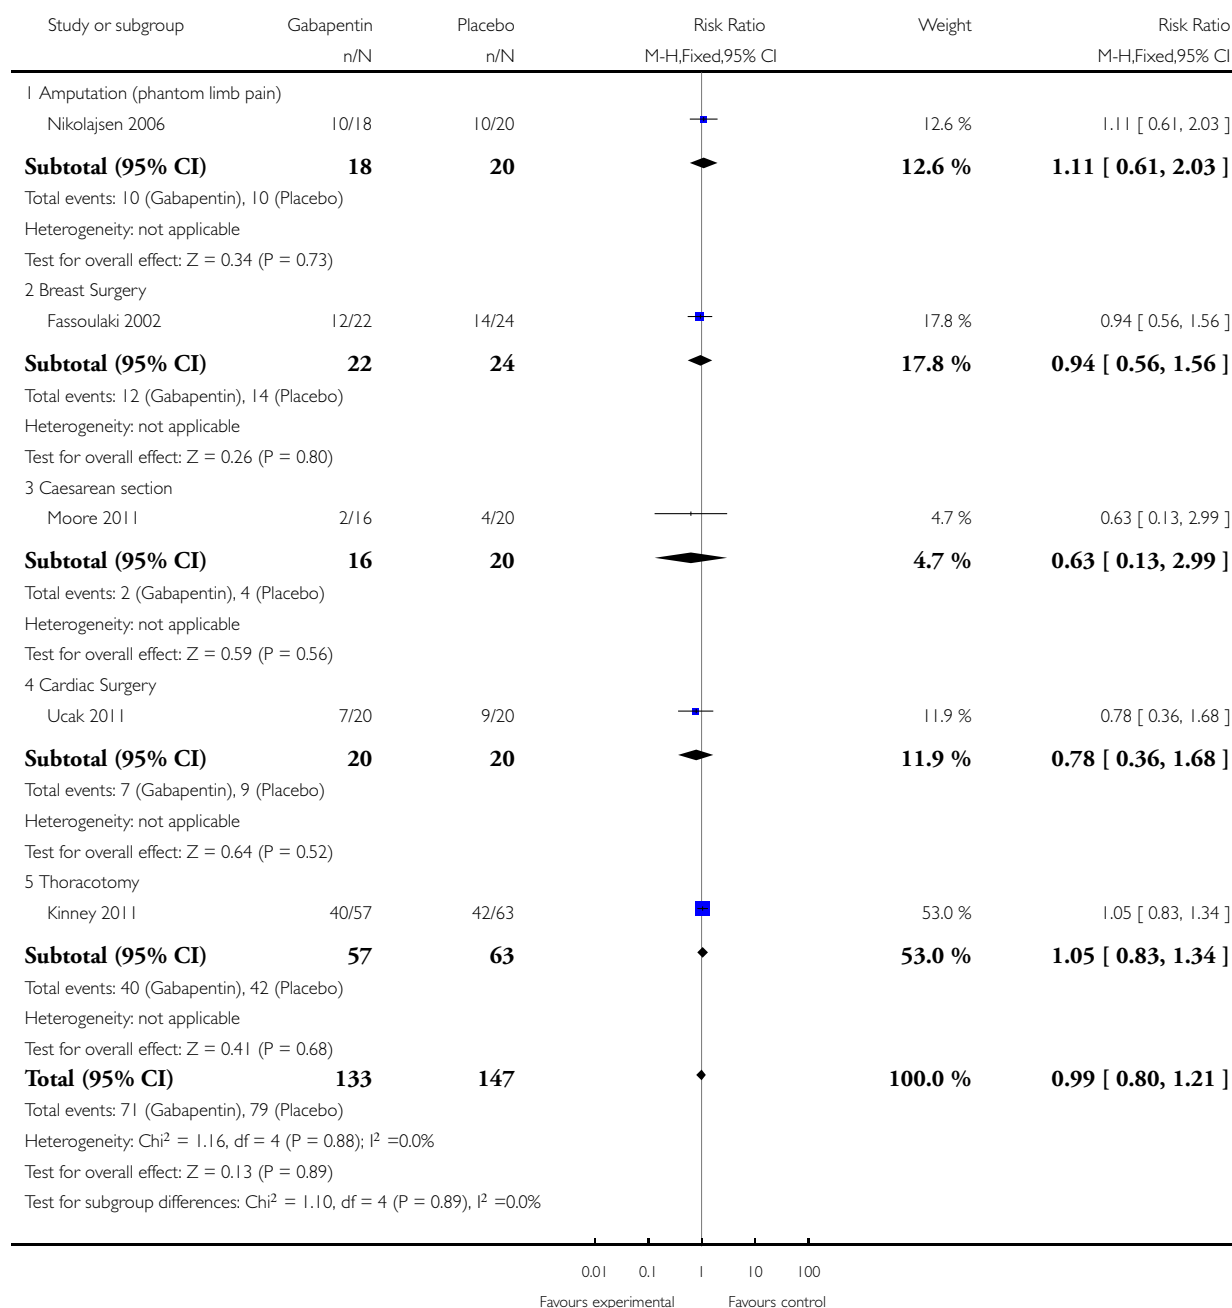 Study or subgroup Gabapentin Placebo Risk Ratio Weight Risk Ratio
n/N n/N M-H,Fixed,95% CI M-H,Fixed,95% CI
1 Amputation (phantom limb pain)
Nikolajsen 2006 10/18 10/20 12.6 % 1.11 [ 0.61, 2.03 ]
Subtotal (95% CI) 18 20 12.6 % 1.11 [ 0.61, 2.03 ]
Total events: 10 (Gabapentin), 10 (Placebo)
Heterogeneity: not applicable
Test for overall effect: Z = 0.34 (P = 0.73)
2 Breast Surgery
Fassoulaki 2002 12/22 14/24 17.8 % 0.94 [ 0.56, 1.56 ]
Subtotal (95% CI) 22 24 17.8 % 0.94 [ 0.56, 1.56 ]
Total events: 12 (Gabapentin), 14 (Placebo)
Heterogeneity: not applicable
Test for overall effect: Z = 0.26 (P = 0.80)
3 Caesarean section
Moore 2011 2/16 4/20 4.7 % 0.63 [ 0.13, 2.99 ]
Subtotal (95% CI) 16 20 4.7 % 0.63 [ 0.13, 2.99 ]
Total events: 2 (Gabapentin), 4 (Placebo)
Heterogeneity: not applicable
Test for overall effect: Z = 0.59 (P = 0.56)
4 Cardiac Surgery
Ucak 2011 7/20 9/20 11.9 % 0.78 [ 0.36, 1.68 ]
Subtotal (95% CI) 20 20 11.9 % 0.78 [ 0.36, 1.68 ]
Total events: 7 (Gabapentin), 9 (Placebo)
Heterogeneity: not applicable
Test for overall effect: Z = 0.64 (P = 0.52)
5 Thoracotomy
Kinney 2011 40/57 42/63 53.0 % 1.05 [ 0.83, 1.34 ]
Subtotal (95% CI) 57 63 53.0 % 1.05 [ 0.83, 1.34 ]
Total events: 40 (Gabapentin), 42 (Placebo)
Heterogeneity: not applicable
Test for overall effect: Z = 0.41 (P = 0.68)
Total (95% CI) 133 147 100.0 % 0.99 [ 0.80, 1.21 ]
Total events: 71 (Gabapentin), 79 (Placebo)
Heterogeneity: Chi² = 1.16, df = 4 (P = 0.88); I² =0.0%
Test for overall effect: Z = 0.13 (P = 0.89)
Test for subgroup differences: Chi² = 1.10, df = 4 (P = 0.89), I² =0.0%
0.01 0.1 1 10 100
Favours experimental Favours control